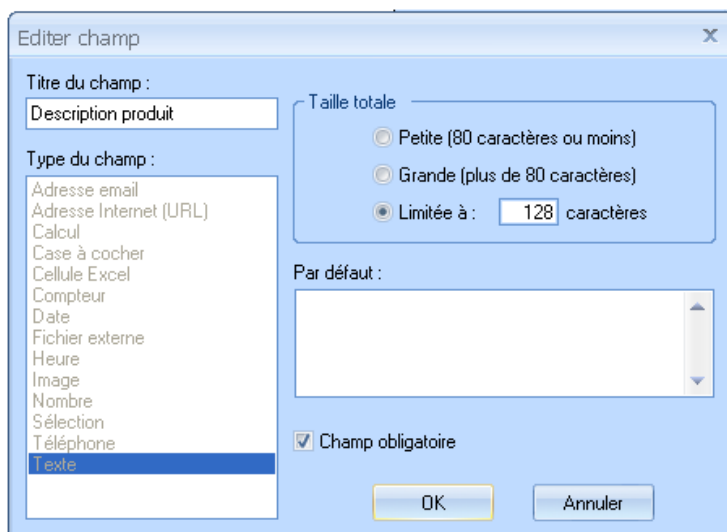 Editer champ
Titre du champ :
Description produit
Type du champ :
Adresse email
Adresse Internet (URL)
Calcul
Case à cocher
Cellule Excel
Compteur
Date
Fichier externe
Heure
Image
Nombre
Sélection
Téléphone
Texte
Taille totale
Petite (80 caractères ou moins)
Grande (plus de 80 caractères)
Limitée à : 128 caractères
Par défaut :
Champ obligatoire
OK Annuler